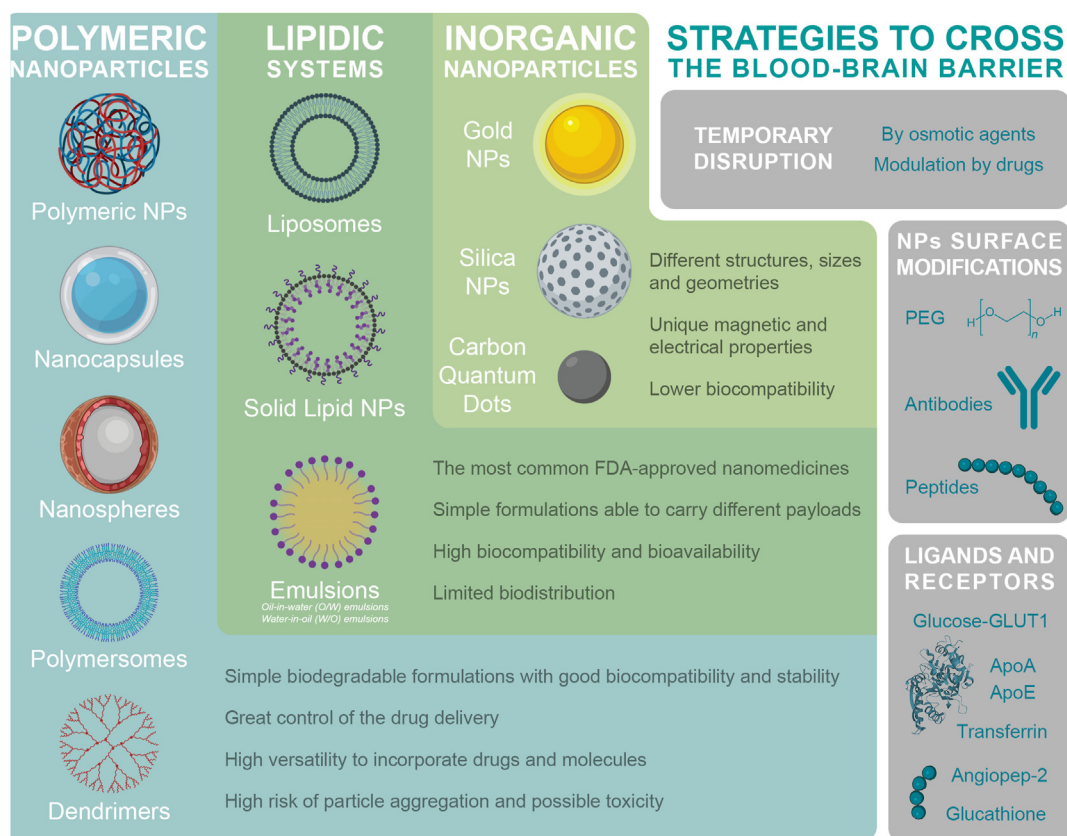 POLYMERIC
NANOPARTICLES
Polymeric NPs
Nanocapsules
Nanospheres
Polymersomes
Dendrimers
Simple biodegradable formulations with good biocompatibility and stability
Great control of the drug delivery
High versatility to incorporate drugs and molecules
High risk of particle aggregation and possible toxicity
LIPIDIC
SYSTEMS
Liposomes
Solid Lipid NPs
Emulsions
Oil-in-water (O/W) emulsions
Water-in-oil (W/O) emulsions
The most common FDA-approved nanomedicines
Simple formulations able to carry different payloads
High biocompatibility and bioavailability
Limited biodistribution
INORGANIC
NANOPARTICLES
Gold
NPs
Silica
NPs
Carbon
Quantum
Dots
Different structures, sizes
and geometries
Unique magnetic and
electrical properties
Lower biocompatibility
STRATEGIES TO CROSS
THE BLOOD-BRAIN BARRIER
TEMPORARY
DISRUPTION
By osmotic agents
Modulation by drugs
NPs SURFACE
MODIFICATIONS
PEG
H O O H n
Antibodies
Peptides
LIGANDS AND
RECEPTORS
Glucose-GLUT1
ApoA
ApoE
Transferrin
Angiopep-2
Glucathione